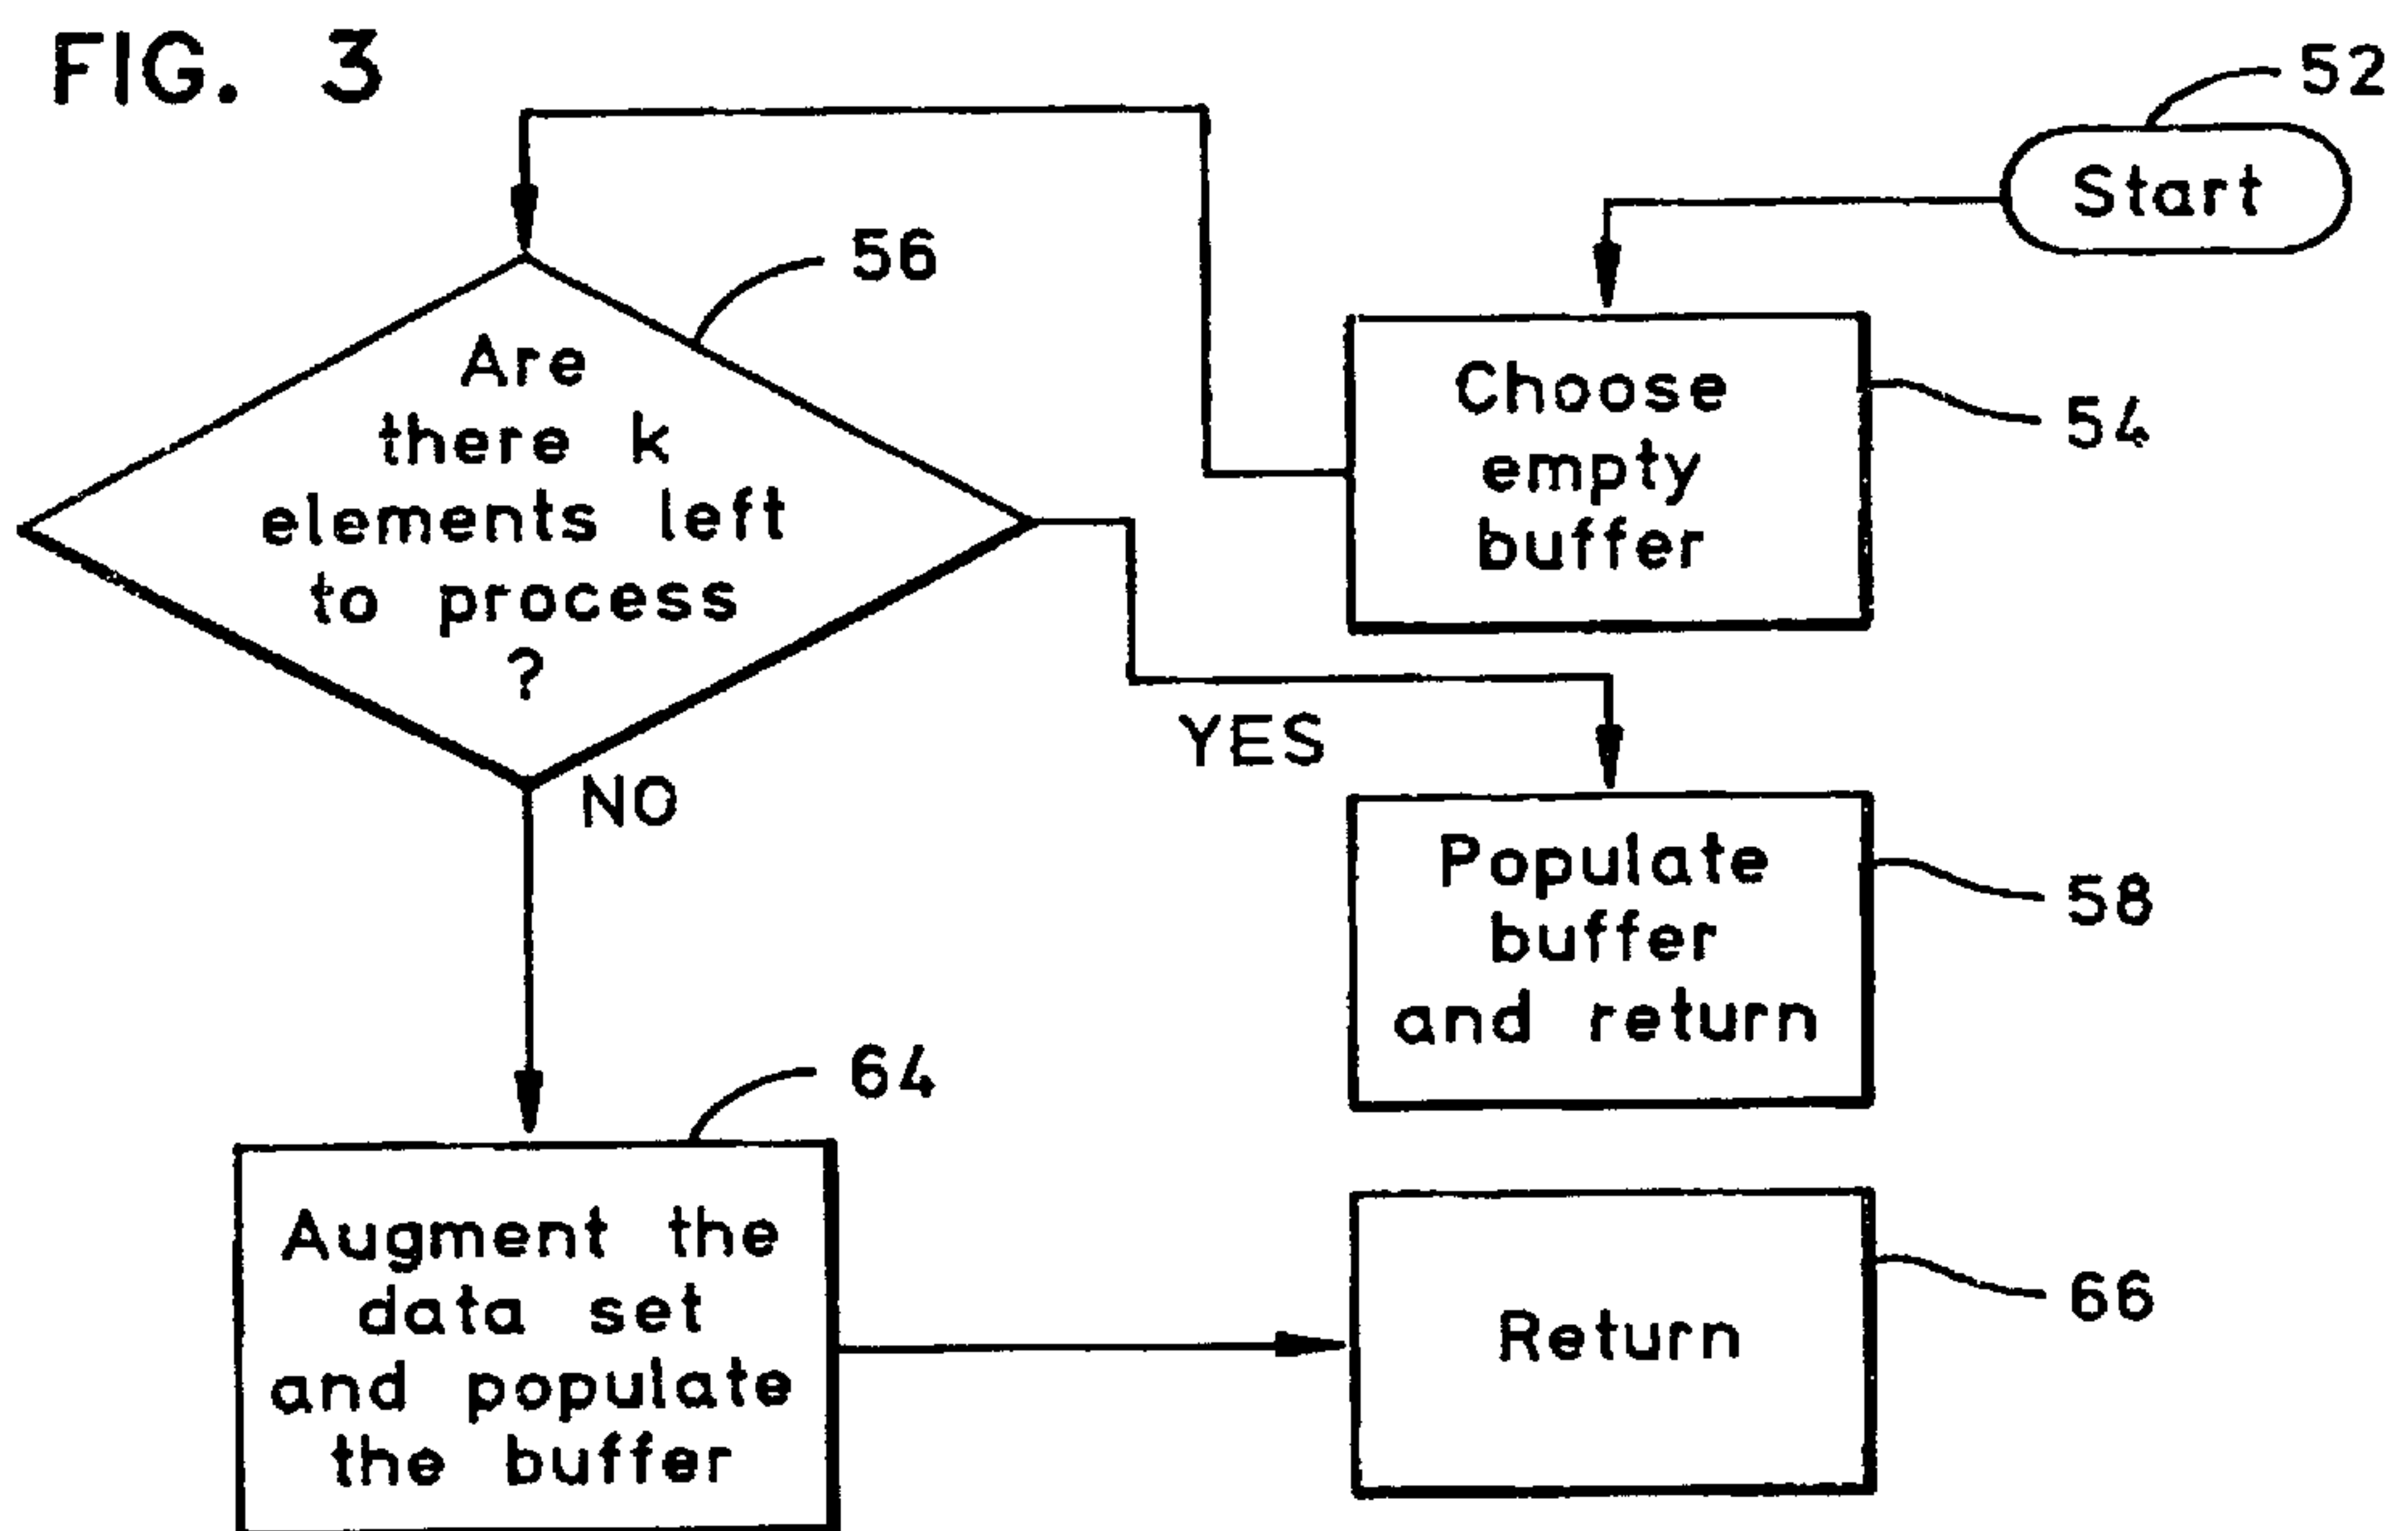 FIG. 3
52
Start
56
Are
there k
elements left
to process
?
Choose
empty
buffer
54
YES
NO
Populate
buffer
and return
58
64
Augment the
data set
and populate
the buffer
Return
66